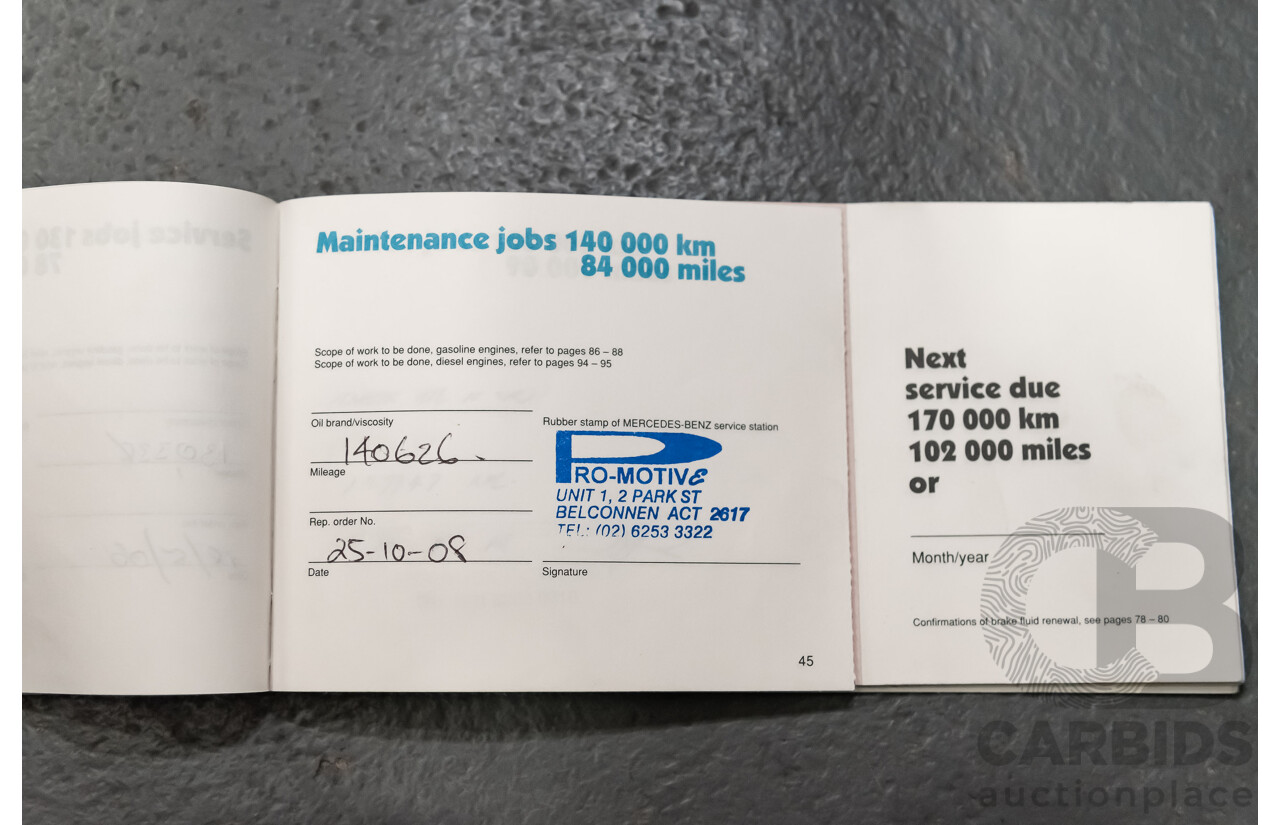 Maintenance jobs 140 000 km
84 000 miles
Scope of work to be done, gasoline engines, refer to pages 86 – 88
Scope of work to be done, diesel engines, refer to pages 94 – 95
Oil brand/viscosity
140626.
Mileage
Rep. order No.
25-10-08
Date
Rubber stamp of MERCEDES-BENZ service station
PRO-MOTIVE
UNIT 1, 2 PARK ST
BELCONNEN ACT 2617
TEL: (02) 6253 3322
Signature
45
Next
service due
170 000 km
102 000 miles
or
Month/year
Confirmations of brake fluid renewal, see pages 78 – 80
CB
CARBIDS
auctionplace